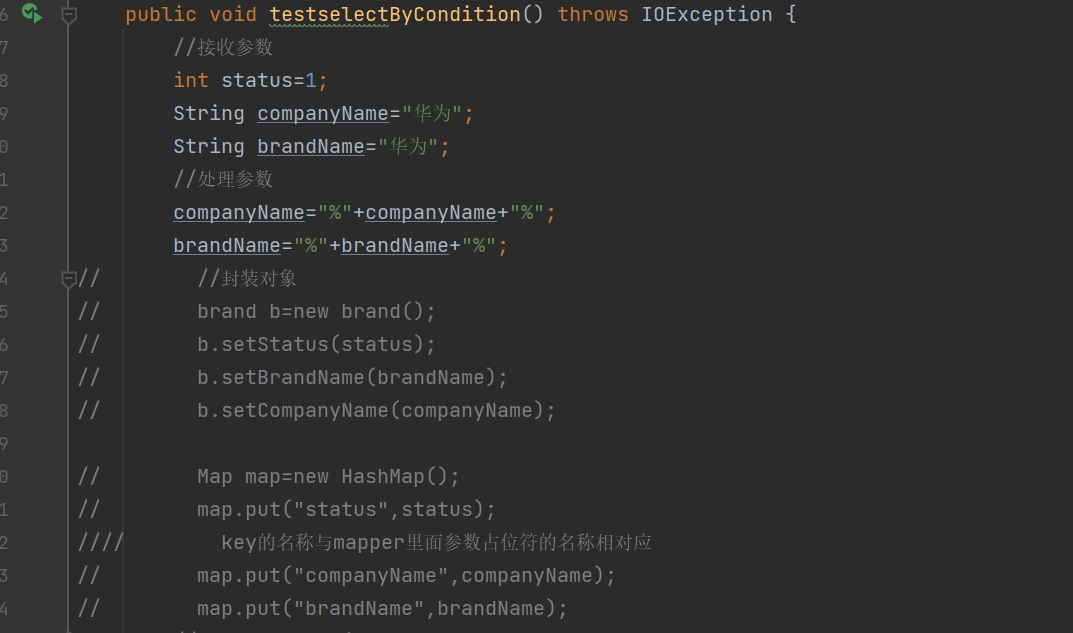 6 public void testselectByCondition() throws IOException {
7 //接收参数
8 int status=1;
9 String companyName="华为";
0 String brandName="华为";
1 //处理参数
2 companyName="%"+companyName+"%";
3 brandName="%"+brandName+"%";
4 // //封装对象
5 // brand b=new brand();
6 // b.setStatus(status);
7 // b.setBrandName(brandName);
8 // b.setCompanyName(companyName);
9
0 // Map map=new HashMap();
1 // map.put("status",status);
2 //// key的名称与mapper里面参数占位符的名称相对应
3 // map.put("companyName",companyName);
4 // map.put("brandName",brandName);